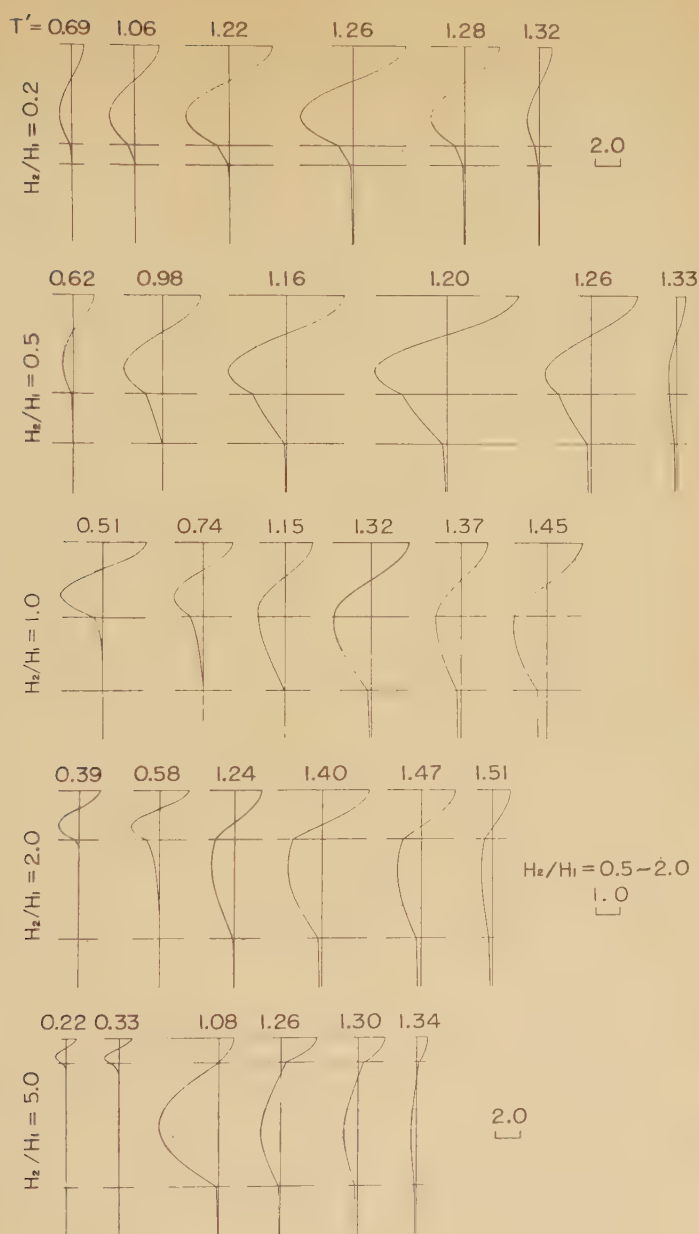 T'= 0.69 1.06 1.22 1.26 1.28 1.32
H₂/H₁ = 0.2
2.0
0.62 0.98 1.16 1.20 1.26 1.33
H₂/H₁ = 0.5
0.51 0.74 1.15 1.32 1.37 1.45
H₂/H₁ = 1.0
0.39 0.58 1.24 1.40 1.47 1.51
H₂/H₁ = 2.0
H₂/H₁ = 0.5~2.0
1.0
0.22 0.33 1.08 1.26 1.30 1.34
H₂/H₁ = 5.0
2.0